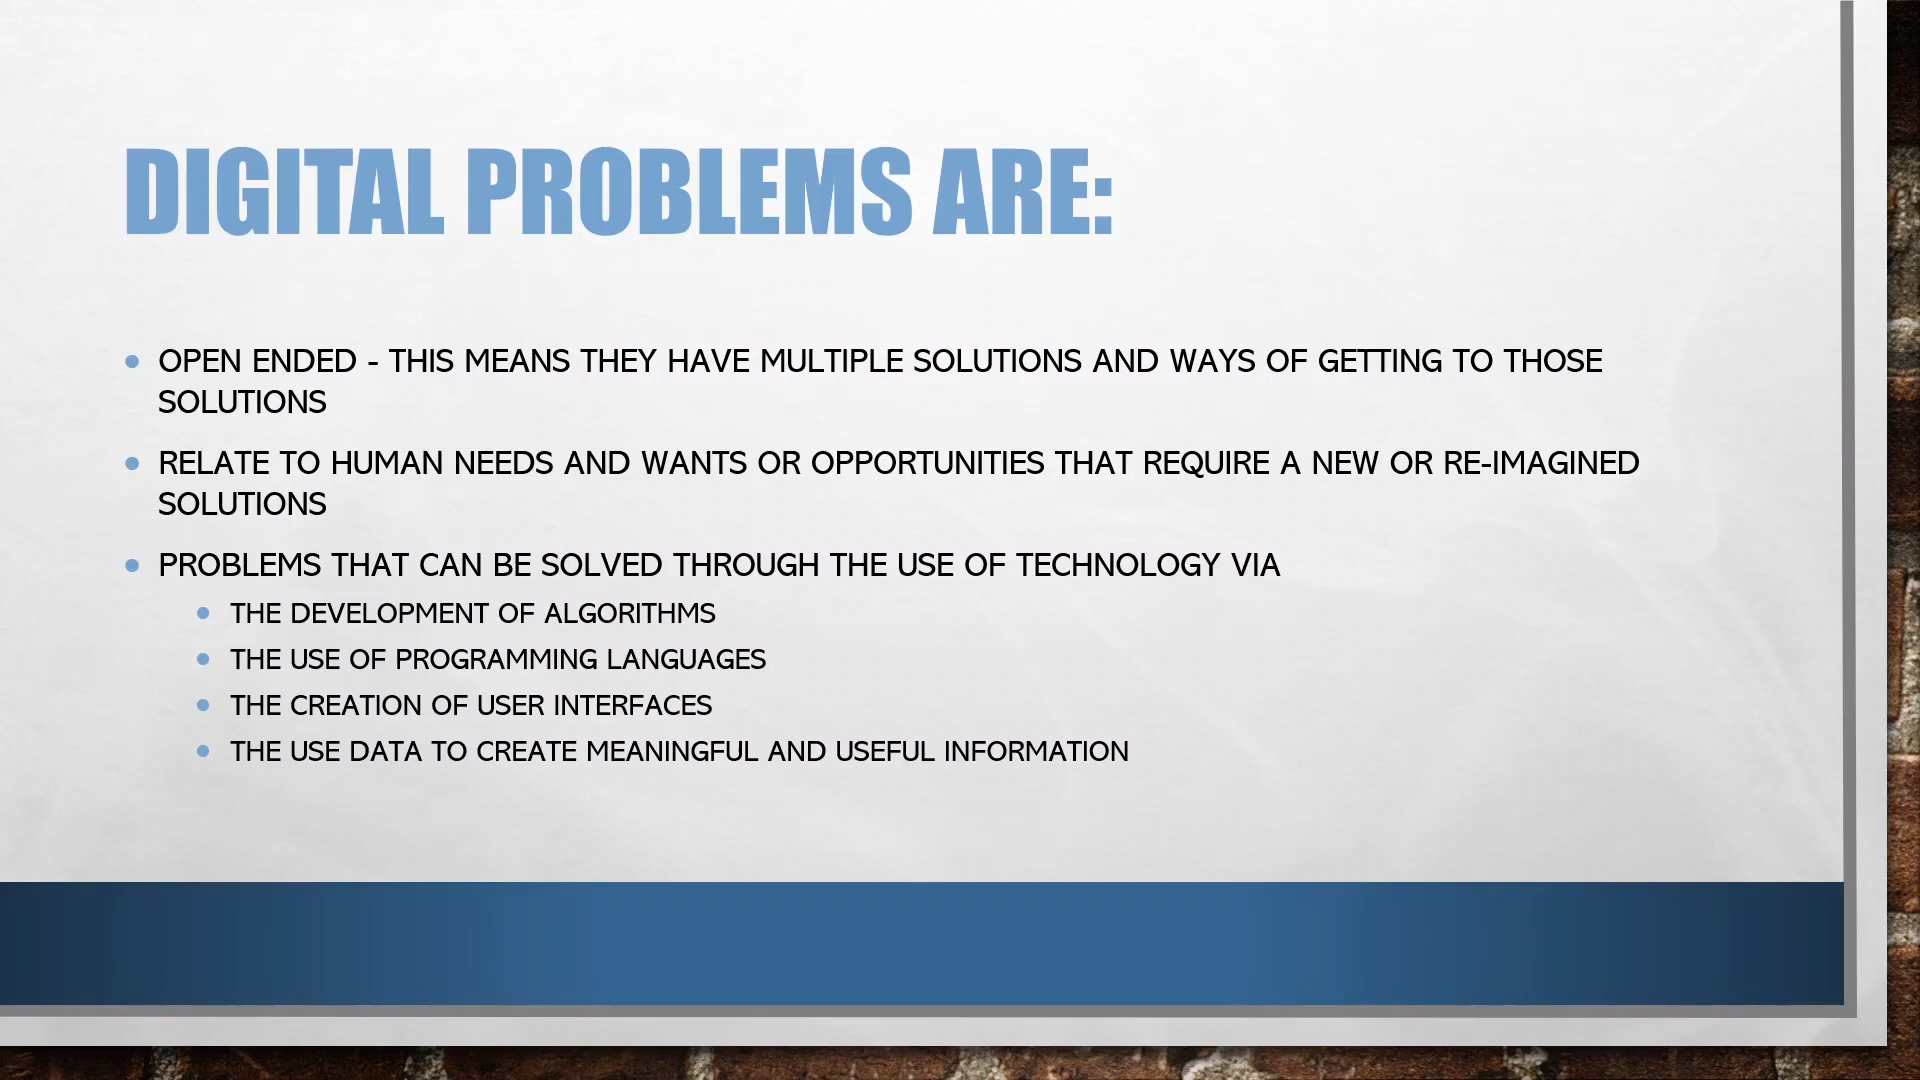 DIGITAL PROBLEMS ARE:
• OPEN ENDED - THIS MEANS THEY HAVE MULTIPLE SOLUTIONS AND WAYS OF GETTING TO THOSE
SOLUTIONS
• RELATE TO HUMAN NEEDS AND WANTS OR OPPORTUNITIES THAT REQUIRE A NEW OR RE-IMAGINED
SOLUTIONS
• PROBLEMS THAT CAN BE SOLVED THROUGH THE USE OF TECHNOLOGY VIA
• THE DEVELOPMENT OF ALGORITHMS
• THE USE OF PROGRAMMING LANGUAGES
• THE CREATION OF USER INTERFACES
• THE USE DATA TO CREATE MEANINGFUL AND USEFUL INFORMATION